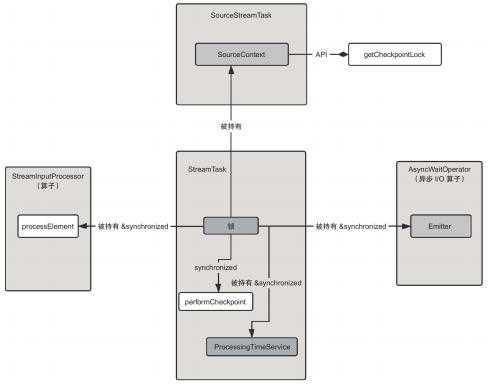 SourceStreamTask
SourceContext
API
getCheckpointLock
被持有
StreamInputProcessor
（算子）
StreamTask
AsyncWaitOperator
（异步 I/O 算子）
processElement
被持有 &synchronized
锁
被持有 &synchronized
Emitter
synchronized
被持有 &synchronized
performCheckpoint
ProcessingTimeService